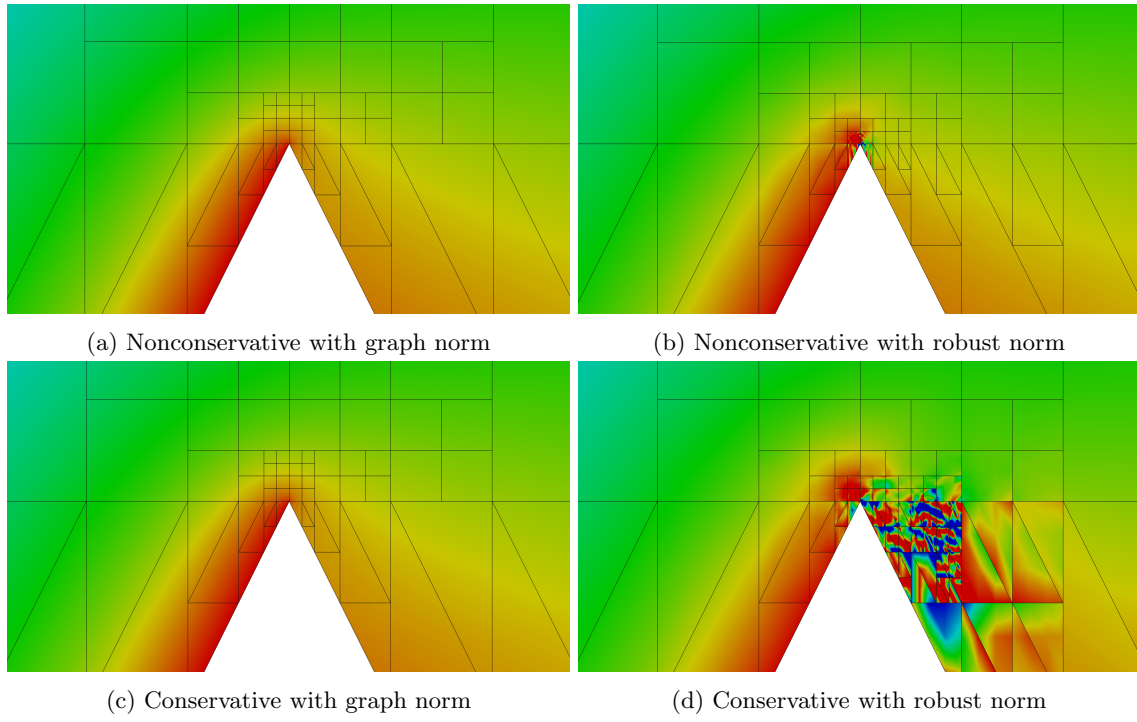 (a) Nonconservative with graph norm
(b) Nonconservative with robust norm
(c) Conservative with graph norm
(d) Conservative with robust norm